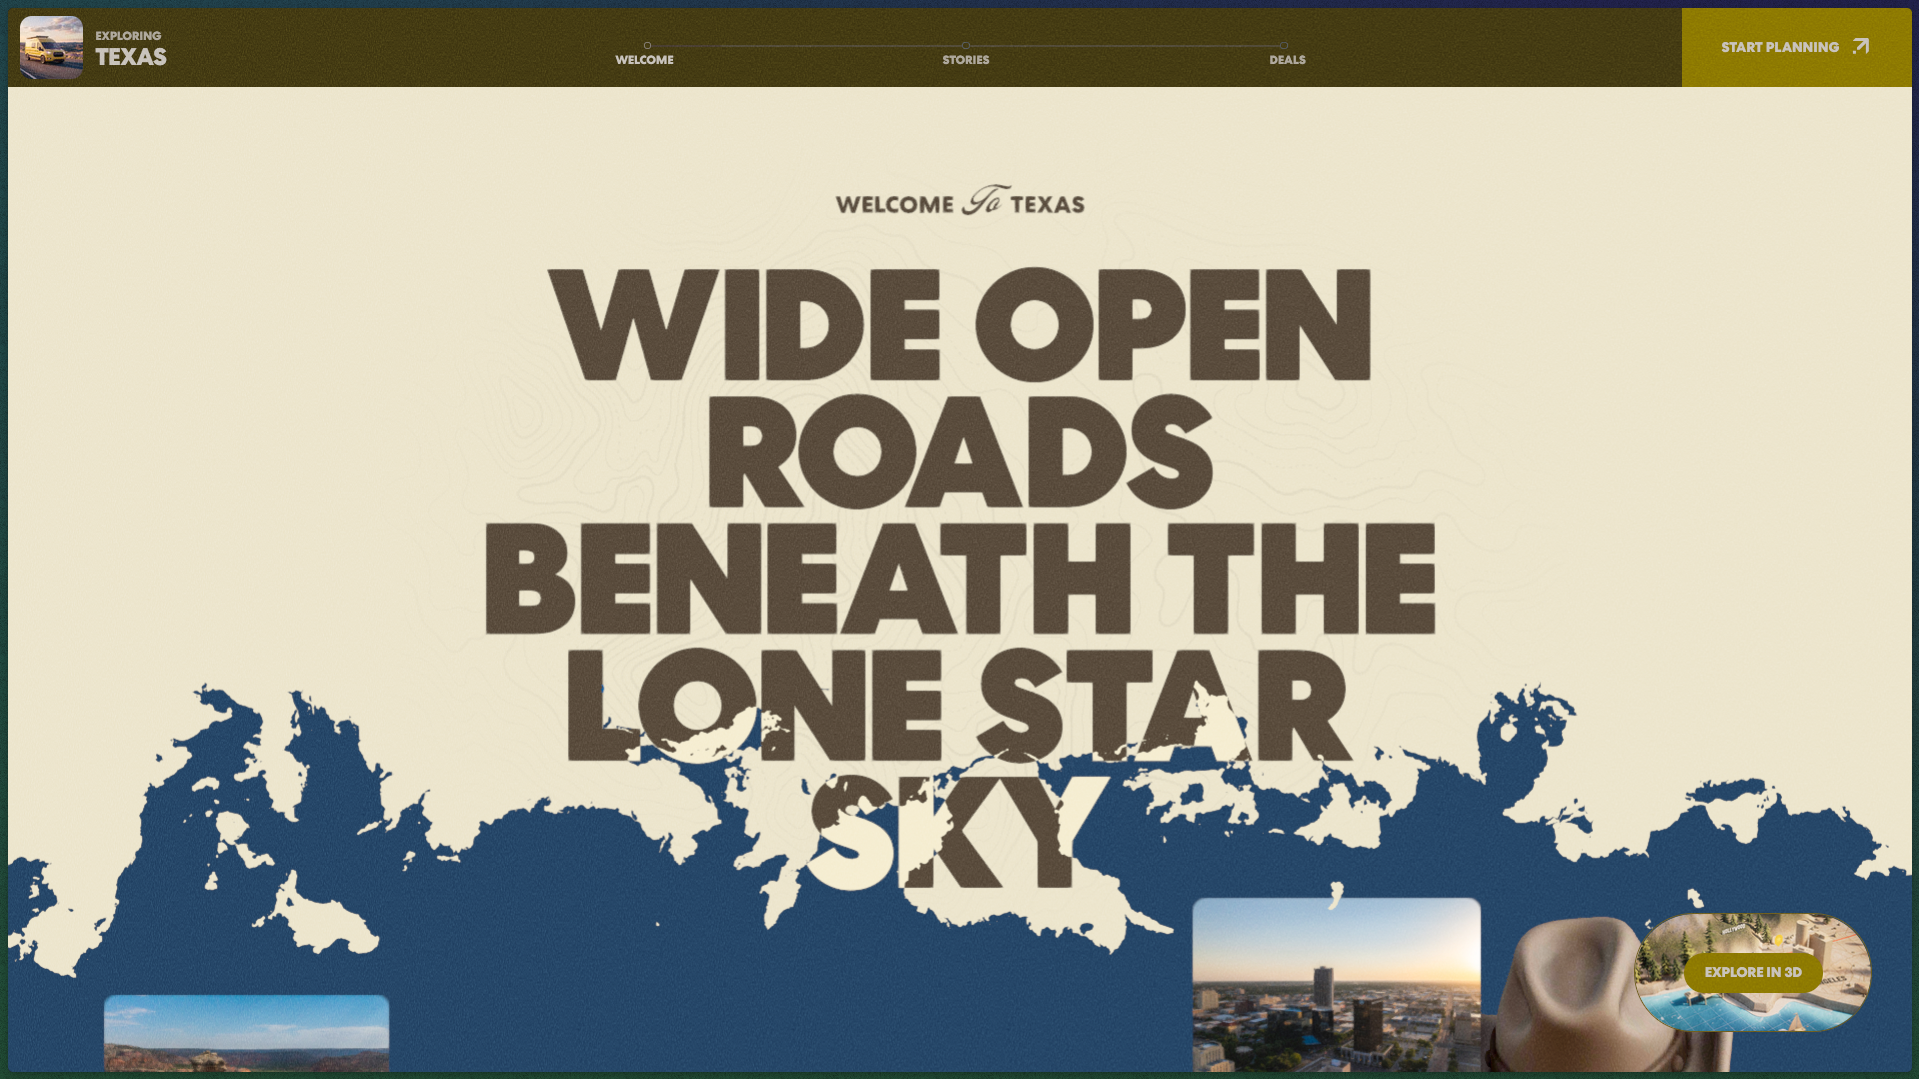 EXPLORING
TEXAS
WELCOME
STORIES
DEALS
START PLANNING
WELCOME To TEXAS
WIDE OPEN
ROADS
BENEATH THE
LONE STAR
SKY
HOLLYWOOD
EXPLORE IN 3D